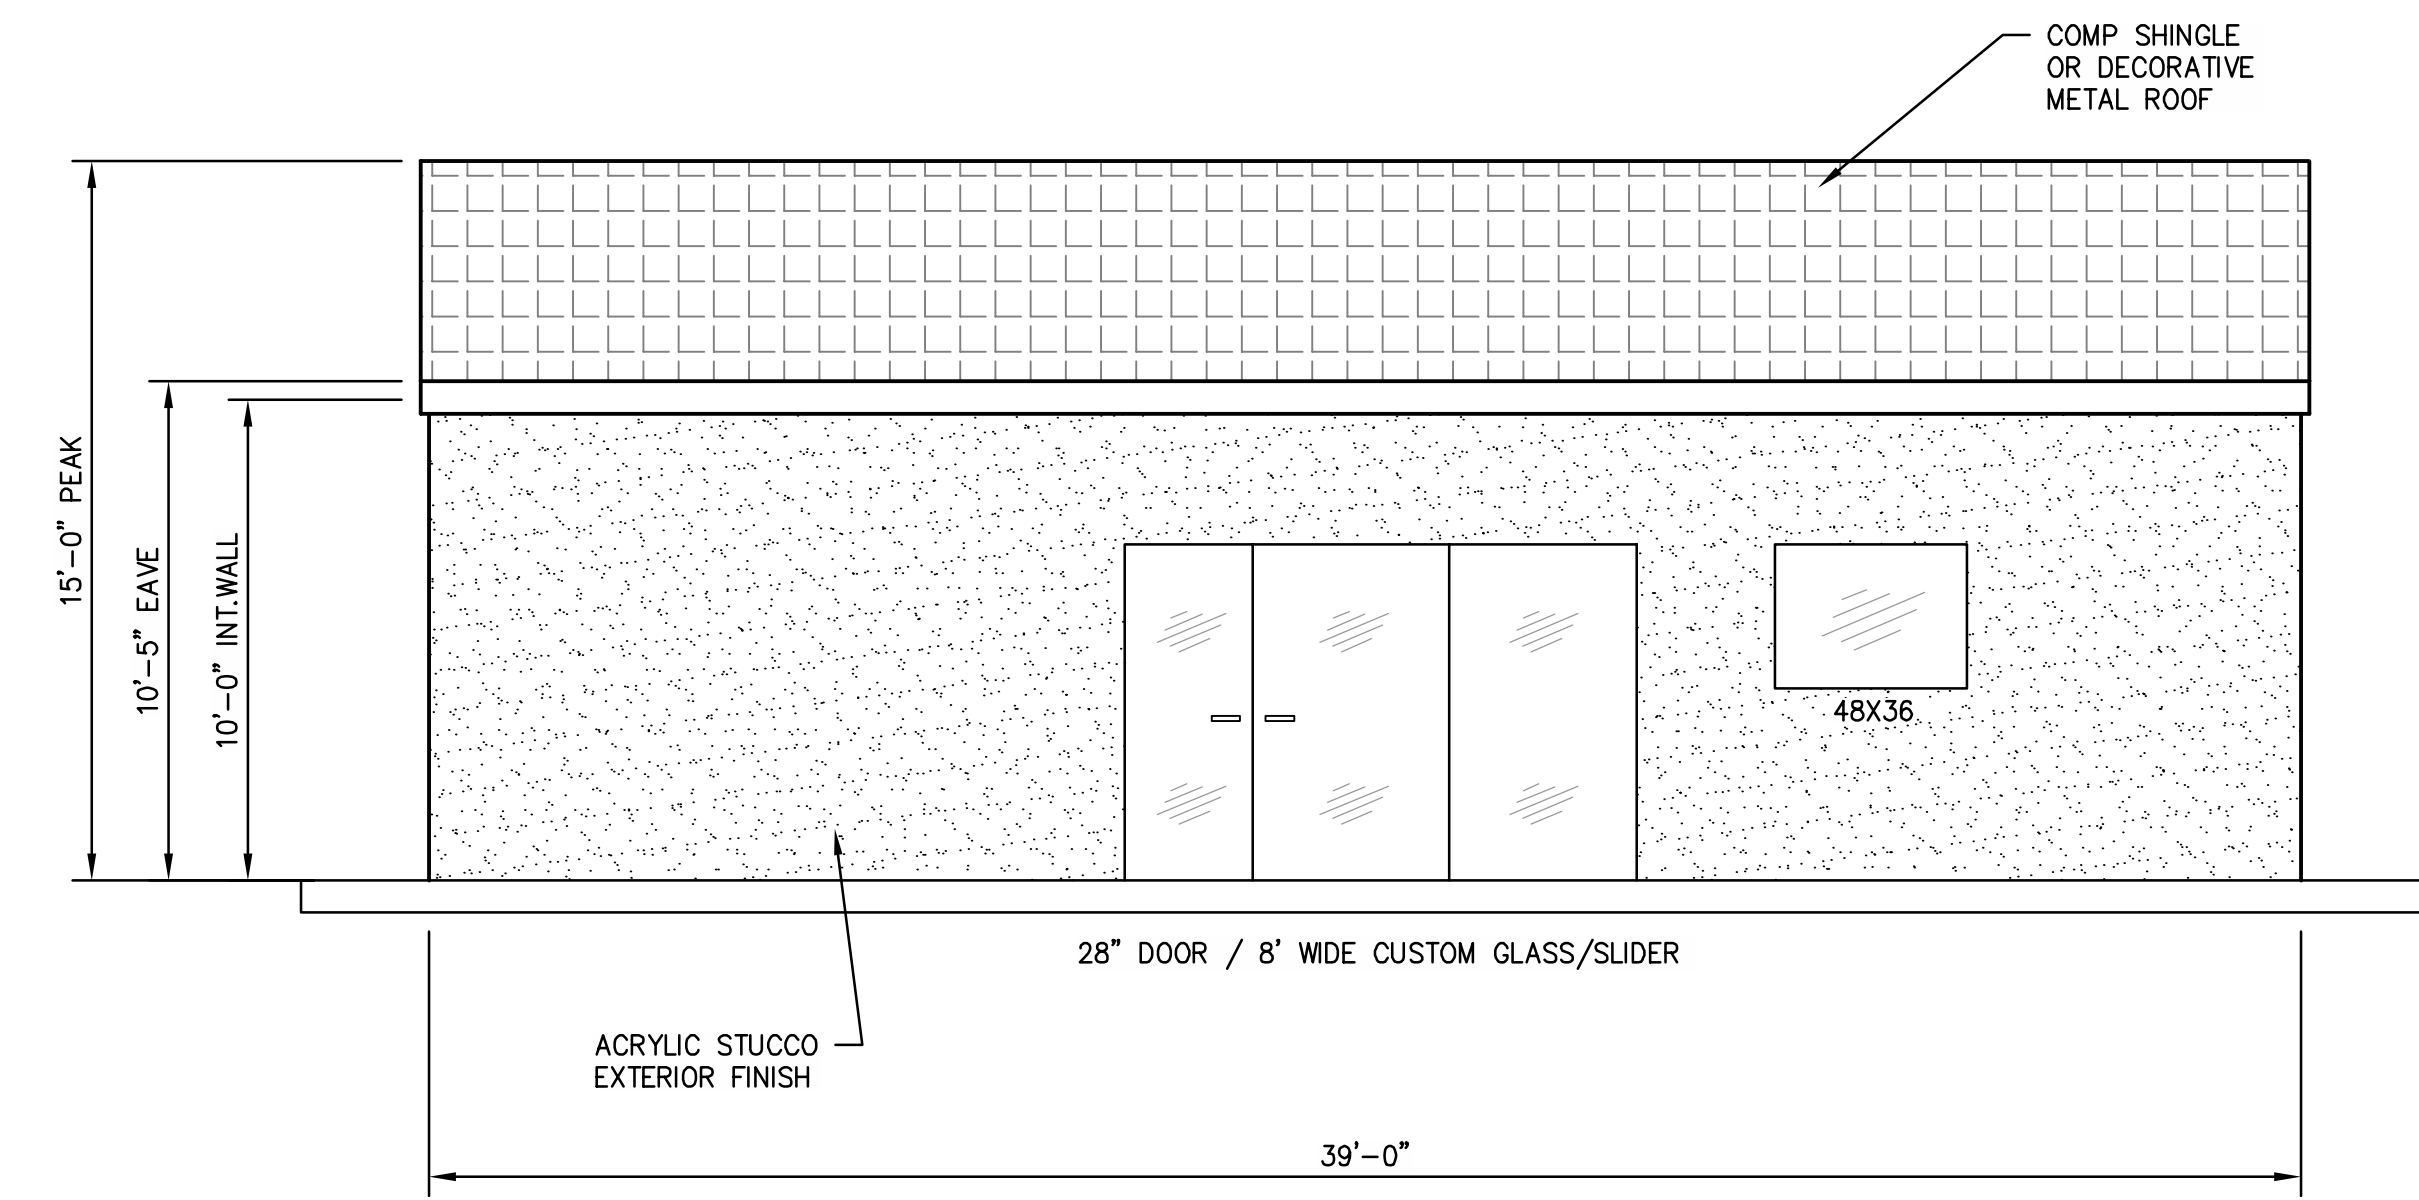 COMP SHINGLE
OR DECORATIVE
METAL ROOF
15'-0" PEAK
10'-5" EAVE
10'-0" INT.WALL
48X36
28" DOOR / 8' WIDE CUSTOM GLASS/SLIDER
ACRYLIC STUCCO
EXTERIOR FINISH
39'-0"